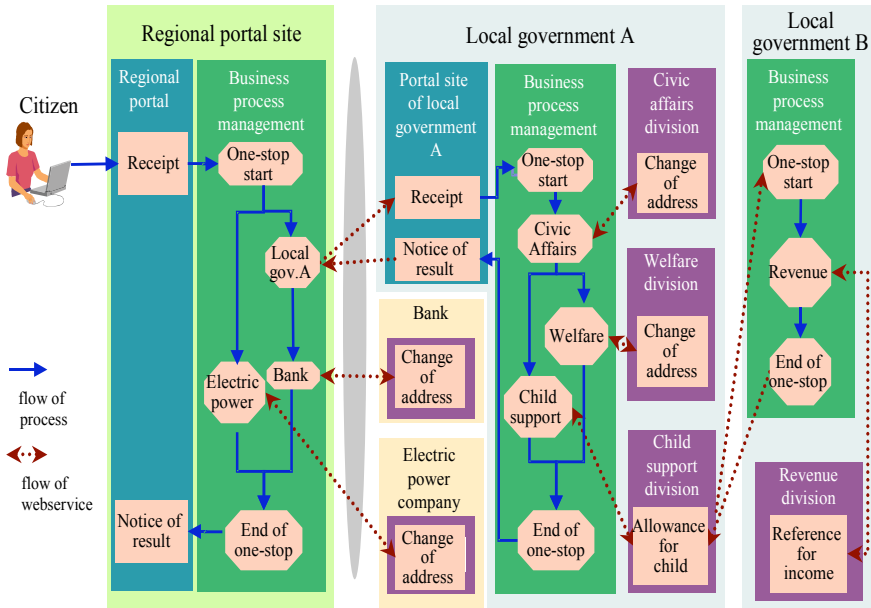 Regional portal site
Local government A
Local
government B
Citizen
Regional
portal
Business
process
management
Receipt
One-stop
start
Local
gov.A
Electric
power
Bank
End of
one-stop
Notice of
result
Portal site
of local
government
A
Receipt
Notice of
result
Business
process
management
One-stop
start
Civic
Affairs
Welfare
Child
support
End of
one-stop
Civic
affairs
division
Change
of
address
Welfare
division
Change
of
address
Child
support
division
Allowance
for
child
Bank
Change
of
address
Electric
power
company
Change
of
address
Business
process
management
One-stop
start
Revenue
End of
one-stop
Revenue
division
Reference
for
income
flow of
process
flow of
webservice